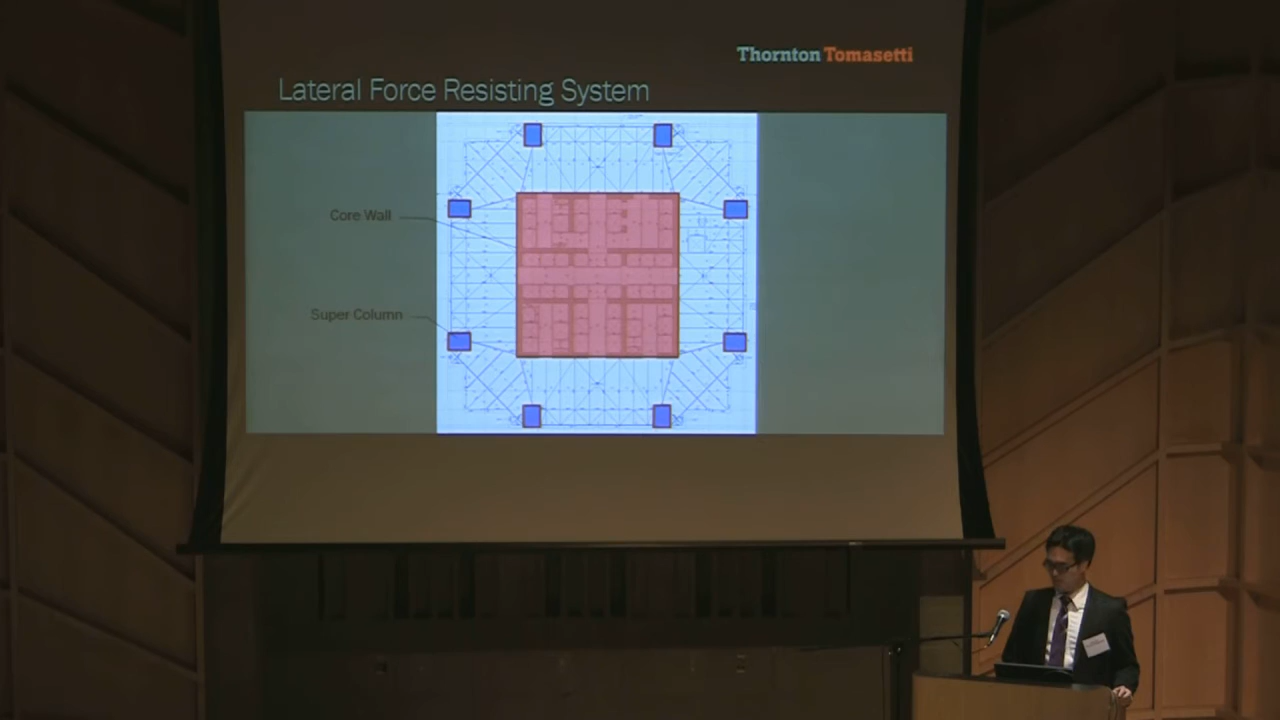 Thornton Tomasetti
Lateral Force Resisting System
Core Wall
Super Column